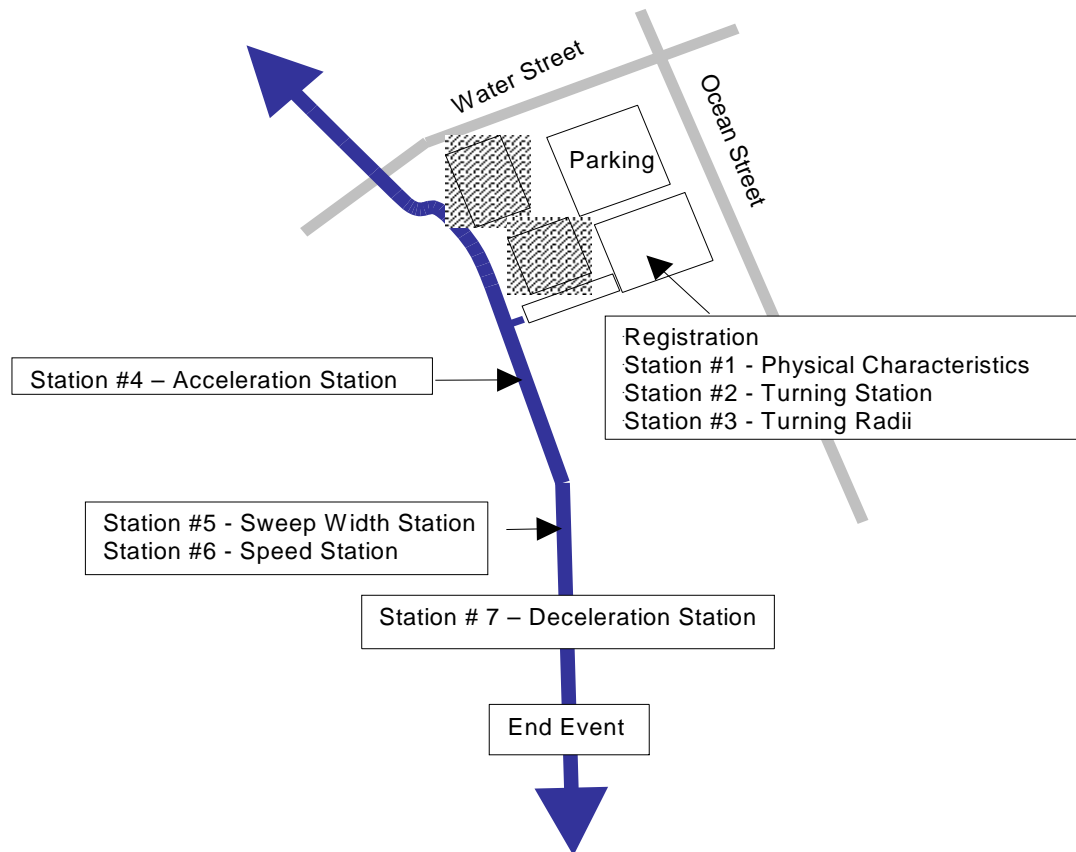 Water Street
Ocean Street
Parking
Registration
Station #1 - Physical Characteristics
Station #2 - Turning Station
Station #3 - Turning Radii
Station #4 – Acceleration Station
Station #5 - Sweep Width Station
Station #6 - Speed Station
Station # 7 – Deceleration Station
End Event